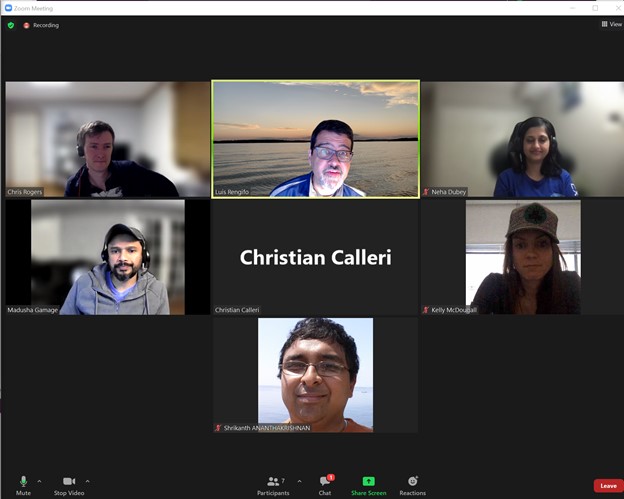 Zoom Meeting
Recording
View
Chris Rogers
Luis Rengifo
Neha Dubey
Madusha Gamage
Christian Calleri
Christian Calleri
Kelly McDougall
Shrikanth ANANTHAKRISHNAN
Mute
Stop Video
7
Participants
1
Chat
Share Screen
Reactions
Leave